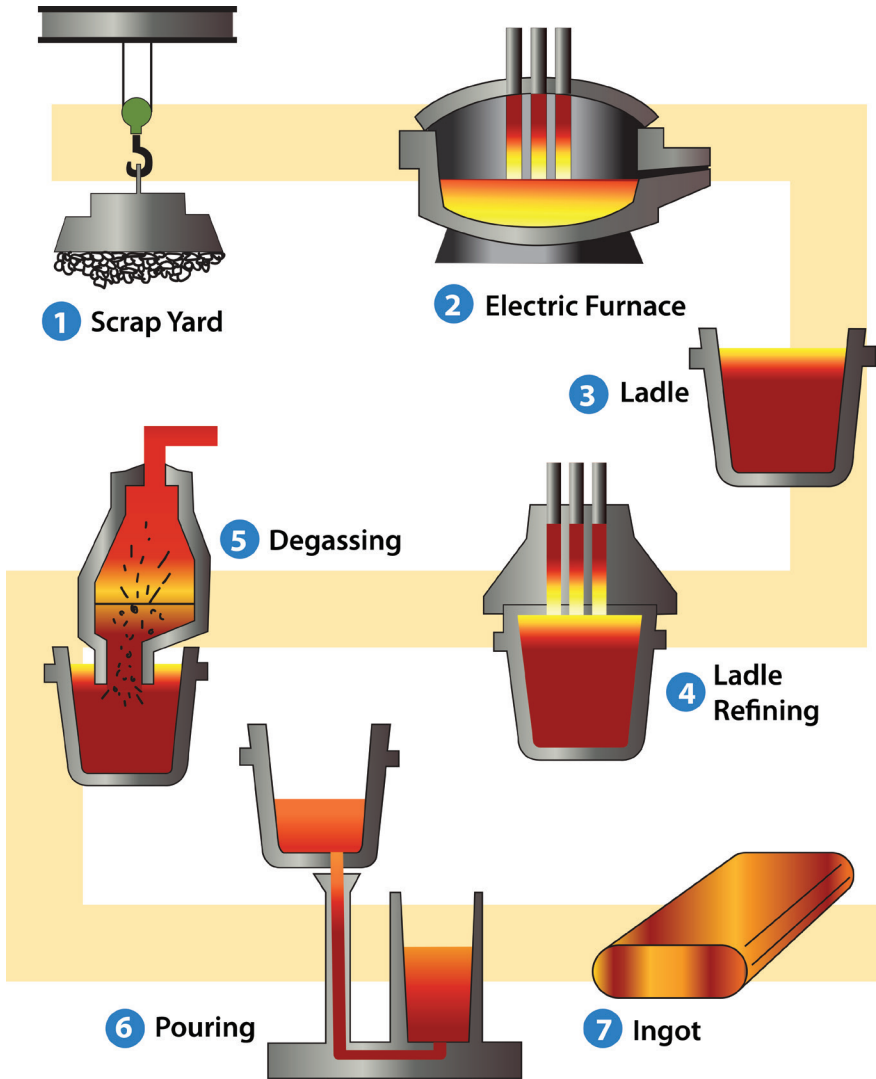 1 Scrap Yard
2 Electric Furnace
3 Ladle
4 Ladle
Refining
5 Degassing
6 Pouring
7 Ingot